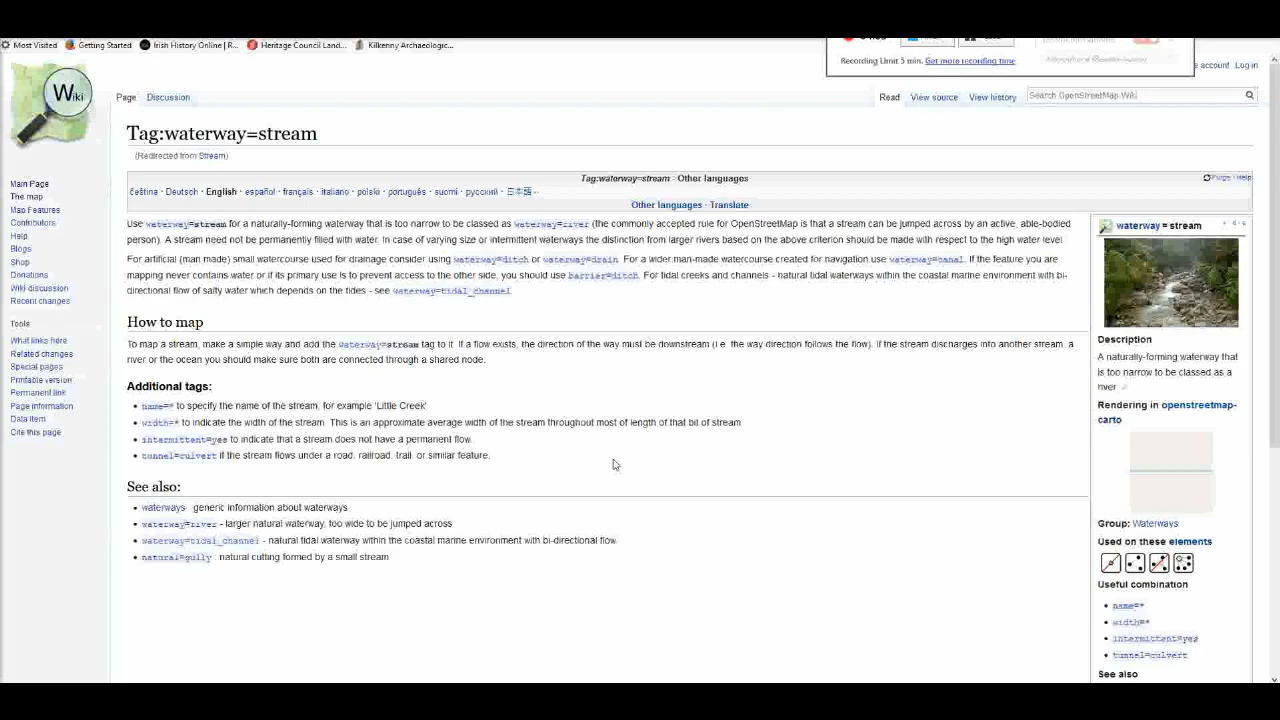 Most Visited Getting Started Irish History Online | R... Heritage Council Land... Kilkenny Archaeologic...
Recording Limit 5 min. Get more recording time
account Log in
Wiki
Page Discussion Read View source View history Search OpenStreetMap Wiki
Tag:waterway=stream
(Redirected from Stream)
Tag:waterway=stream · Other languages
Purge · Help
čeština · Deutsch · English · español · français · italiano · polski · português · suomi · русский · 日本語 ·
Other languages · Translate
Use waterway=stream for a naturally-forming waterway that is too narrow to be classed as waterway=river (the commonly accepted rule for OpenStreetMap is that a stream can be jumped across by an active, able-bodied
person). A stream need not be permanently filled with water. In case of varying size or intermittent waterways the distinction from larger rivers based on the above criterion should be made with respect to the high water level.
For artificial (man made) small watercourse used for drainage consider using waterway=ditch or waterway=drain. For a wider man-made watercourse created for navigation use waterway=canal. If the feature you are
mapping never contains water or if its primary use is to prevent access to the other side, you should use barrier=ditch. For tidal creeks and channels - natural tidal waterways within the coastal marine environment with bi-
directional flow of salty water which depends on the tides - see waterway=tidal_channel.
How to map
To map a stream, make a simple way and add the waterway=stream tag to it. If a flow exists, the direction of the way must be downstream (i.e. the way direction follows the flow). If the stream discharges into another stream, a
river or the ocean you should make sure both are connected through a shared node.
Additional tags:
name=* to specify the name of the stream, for example 'Little Creek'
width=* to indicate the width of the stream. This is an approximate average width of the stream throughout most of length of that bit of stream
intermittent=yes to indicate that a stream does not have a permanent flow.
tunnel=culvert if the stream flows under a road, railroad, trail, or similar feature.
See also:
waterways - generic information about waterways
waterway=river - larger natural waterway, too wide to be jumped across
waterway=tidal_channel - natural tidal waterway within the coastal marine environment with bi-directional flow.
natural=gully - natural cutting formed by a small stream
Main Page
The map
Map Features
Contributors
Help
Blogs
Shop
Donations
Wiki discussion
Recent changes
Tools
What links here
Related changes
Special pages
Printable version
Permanent link
Page information
Data item
Cite this page
waterway = stream
Description
A naturally-forming waterway that
is too narrow to be classed as a
river
Rendering in openstreetmap-
carto
Group: Waterways
Used on these elements
Useful combination
name=*
width=*
intermittent=yes
tunnel=culvert
See also